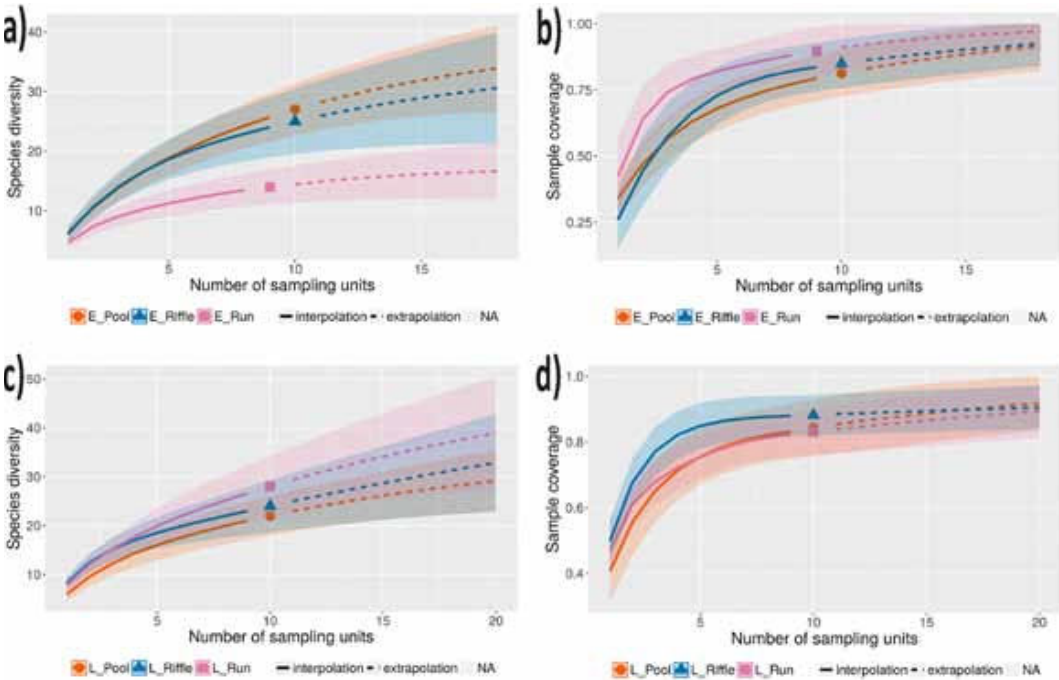 a)
Species diversity
40
30
20
10
5
10
15
Number of sampling units
E_Pool E_Riffle E_Run interpolation extrapolation NA
b)
Sample coverage
1.00
0.75
0.50
0.25
5
10
15
Number of sampling units
E_Pool E_Riffle E_Run interpolation extrapolation NA
c)
Species diversity
50
40
30
20
10
5
10
15
20
Number of sampling units
L_Pool L_Riffle L_Run interpolation extrapolation NA
d)
Sample coverage
1.0
0.8
0.6
0.4
5
10
15
20
Number of sampling units
L_Pool L_Riffle L_Run interpolation extrapolation NA